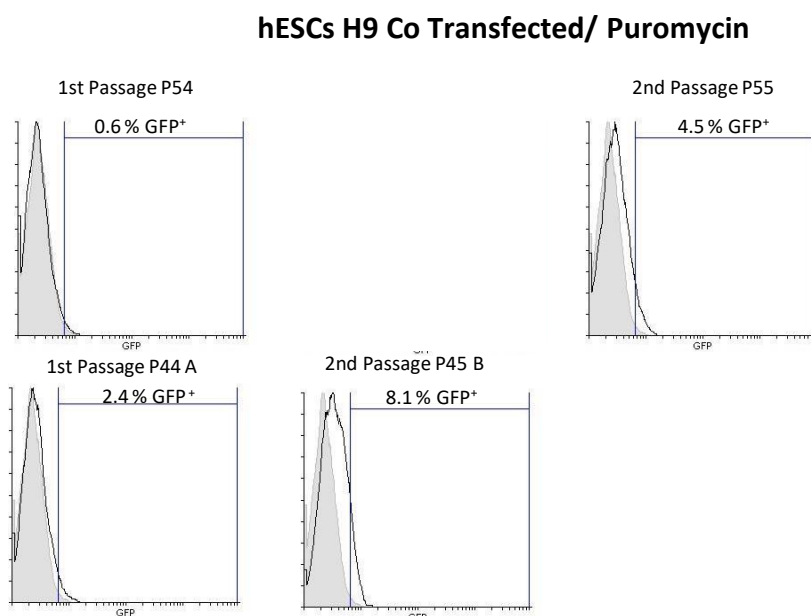 hESCs H9 Co Transfected/ Puromycin
1st Passage P54
2nd Passage P55
0.6 % GFP+
4.5 % GFP+
GFP
GFP
1st Passage P44 A
2nd Passage P45 B
2.4 % GFP+
8.1 % GFP+
GFP
GFP